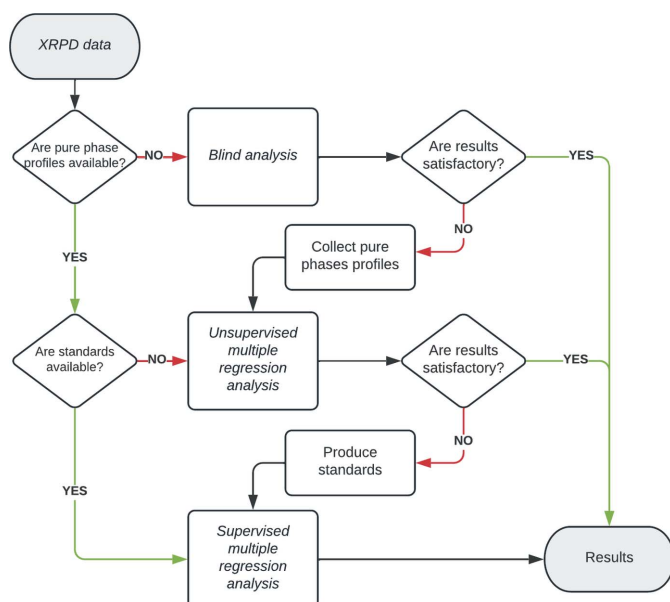 XRPD data
Are pure phase
profiles available?
NO
Blind analysis
Are results
satisfactory?
YES
NO
YES
Collect pure
phases profiles
Are standards
available?
NO
Unsupervised
multiple
regression
analysis
Are results
satisfactory?
YES
NO
Produce
standards
YES
Supervised
multiple
regression
analysis
Results